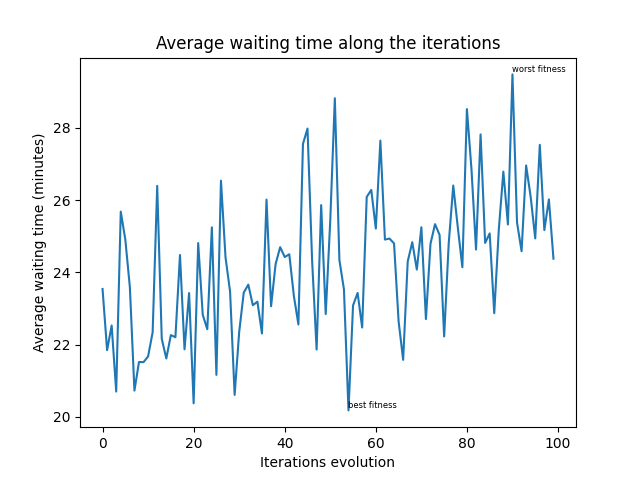 Average waiting time along the iterations
worst fitness
28
26
24
22
20
Average waiting time (minutes)
best fitness
0 20 40 60 80 100
Iterations evolution